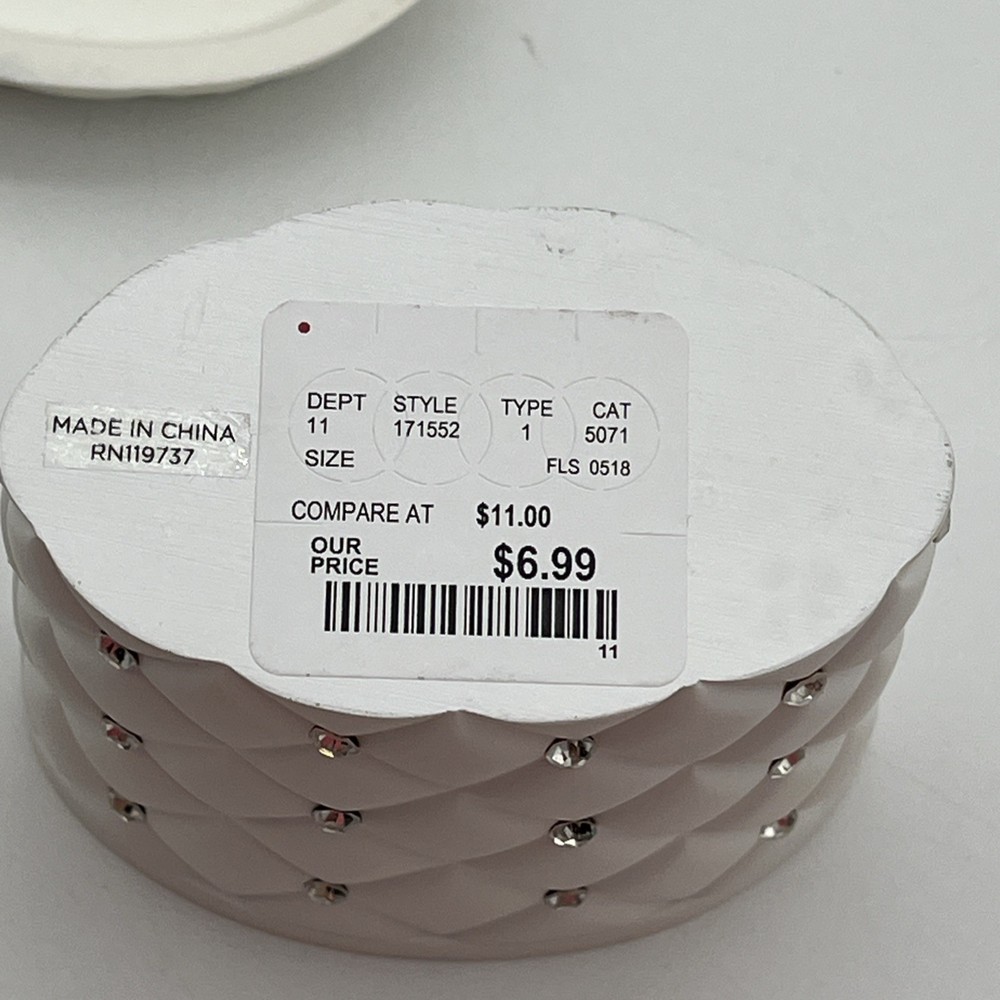 MADE IN CHINA
RN119737
DEPT STYLE TYPE CAT
11 171552 1 5071
SIZE FLS 0518
COMPARE AT $11.00
OUR
PRICE $6.99
11